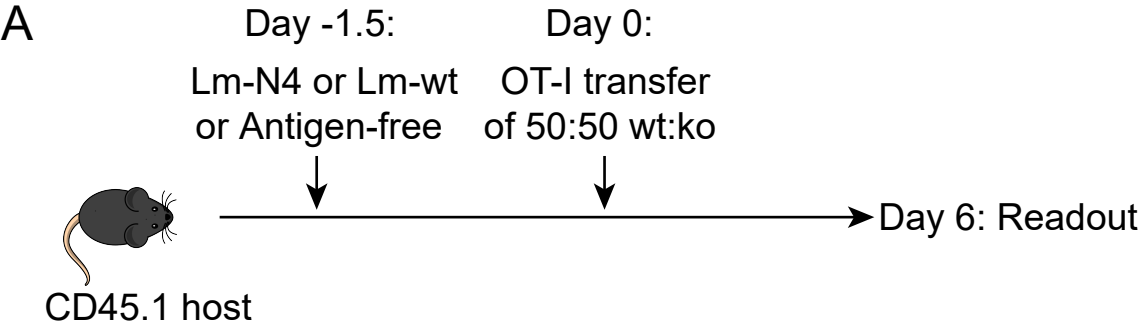 A
Day -1.5:
Lm-N4 or Lm-wt
or Antigen-free
Day 0:
OT-I transfer
of 50:50 wt:ko
Day 6: Readout
CD45.1 host